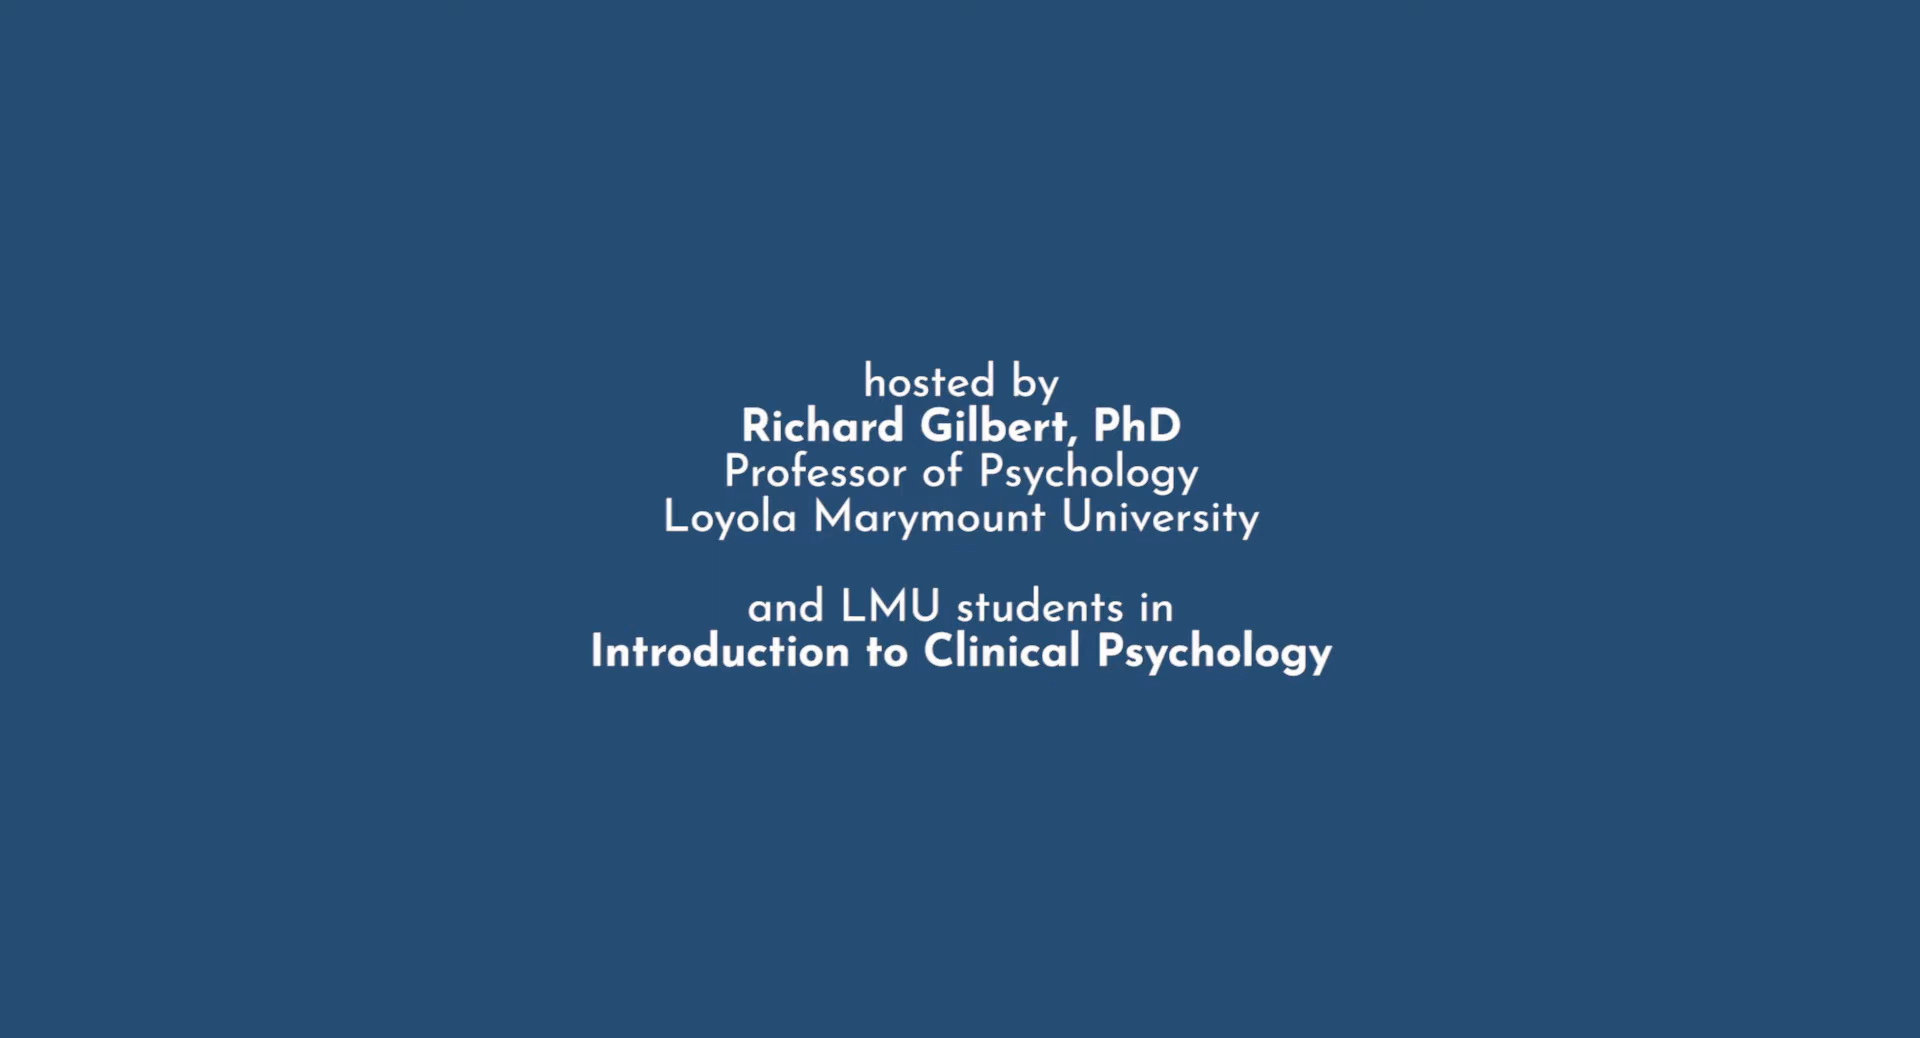 hosted by
Richard Gilbert, PhD
Professor of Psychology
Loyola Marymount University
and LMU students in
Introduction to Clinical Psychology